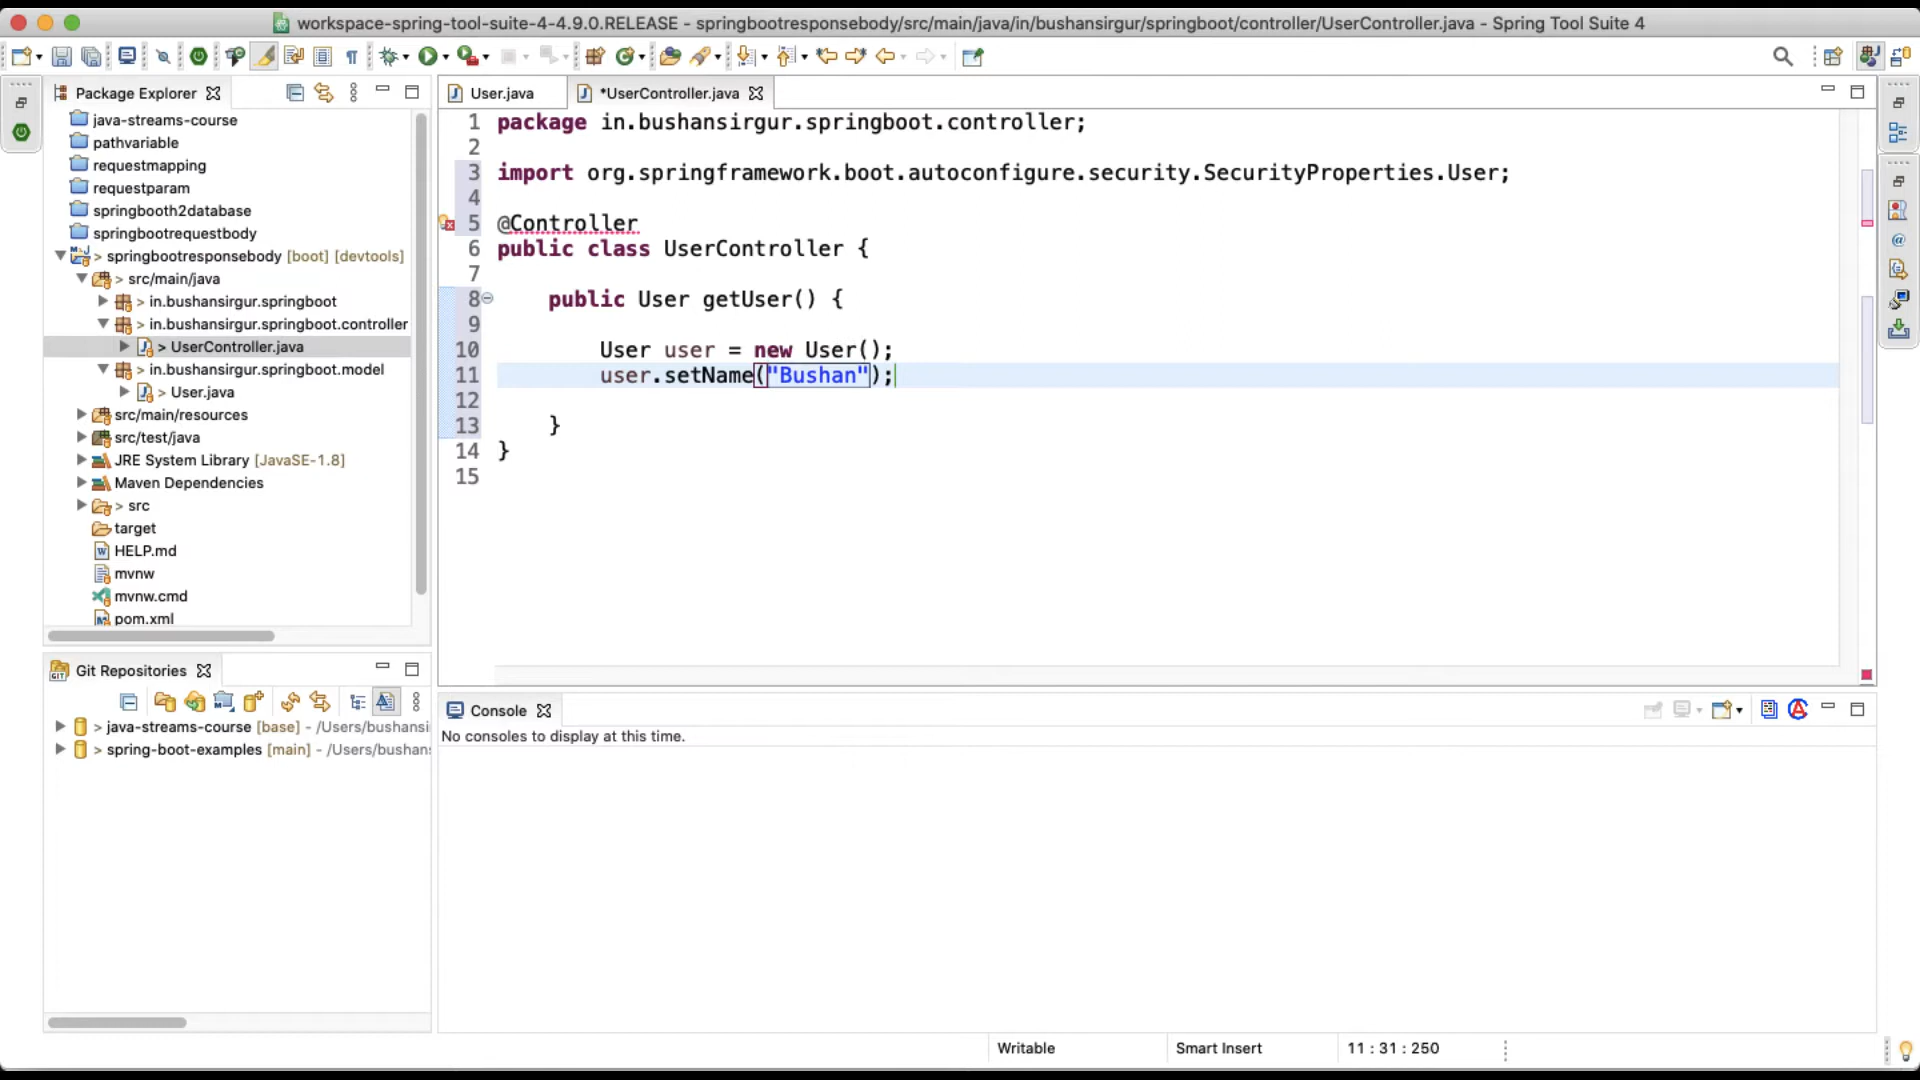 workspace-spring-tool-suite-4-4.9.0.RELEASE - springbootresponsebody/src/main/java/in/bushansirgur/springboot/controller/UserController.java - Spring Tool Suite 4
Package Explorer
java-streams-course
pathvariable
requestmapping
requestparam
springbooth2database
springbootrequestbody
> springbootresponsebody [boot] [devtools]
> src/main/java
> in.bushansirgur.springboot
> in.bushansirgur.springboot.controller
> UserController.java
> in.bushansirgur.springboot.model
> User.java
src/main/resources
src/test/java
JRE System Library [JavaSE-1.8]
Maven Dependencies
> src
target
HELP.md
mvnw
mvnw.cmd
pom.xml
Git Repositories
> java-streams-course [base] - /Users/bushansi
> spring-boot-examples [main] - /Users/bushans
User.java
*UserController.java
1 package in.bushansirgur.springboot.controller;
2
3 import org.springframework.boot.autoconfigure.security.SecurityProperties.User;
4
5 @Controller
6 public class UserController {
7
8 public User getUser() {
9
10 User user = new User();
11 user.setName("Bushan");
12
13 }
14 }
15
Console
No consoles to display at this time.
Writable
Smart Insert
11 : 31 : 250